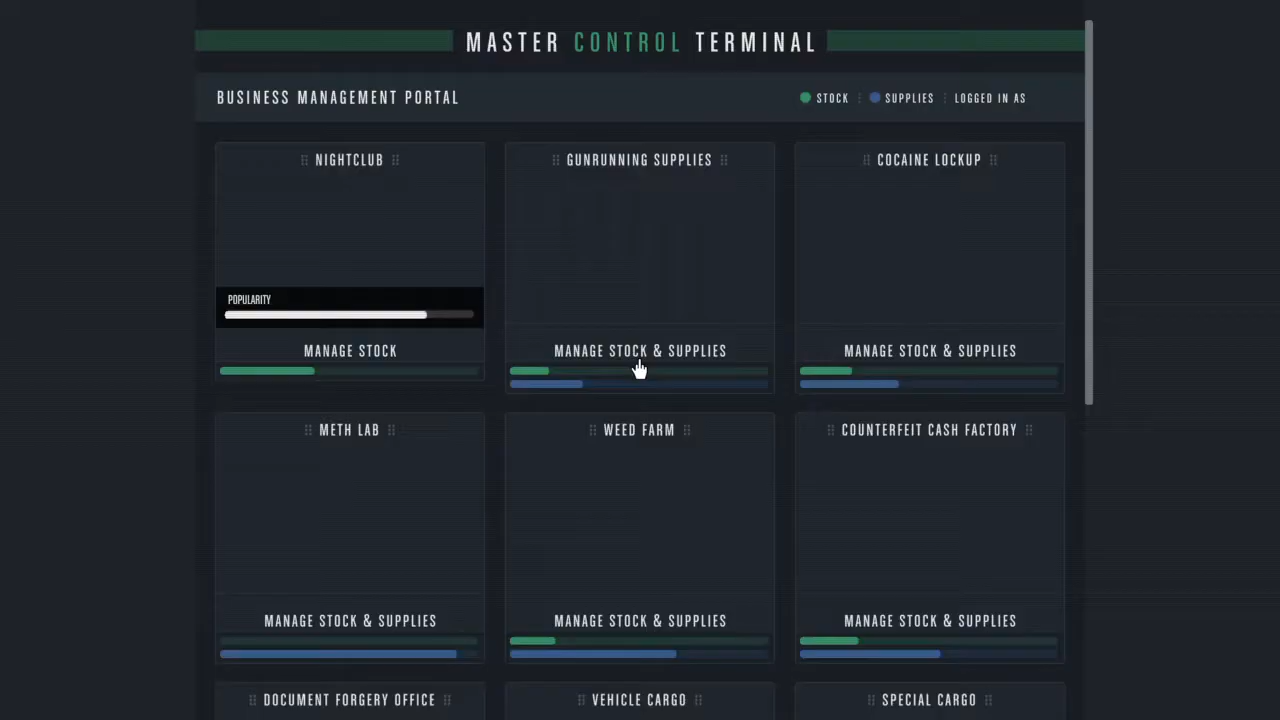 MASTER CONTROL TERMINAL
BUSINESS MANAGEMENT PORTAL
STOCK
SUPPLIES
LOGGED IN AS
NIGHTCLUB
GUNRUNNING SUPPLIES
COCAINE LOCKUP
POPULARITY
MANAGE STOCK
MANAGE STOCK & SUPPLIES
MANAGE STOCK & SUPPLIES
METH LAB
WEED FARM
COUNTERFEIT CASH FACTORY
MANAGE STOCK & SUPPLIES
MANAGE STOCK & SUPPLIES
MANAGE STOCK & SUPPLIES
DOCUMENT FORGERY OFFICE
VEHICLE CARGO
SPECIAL CARGO